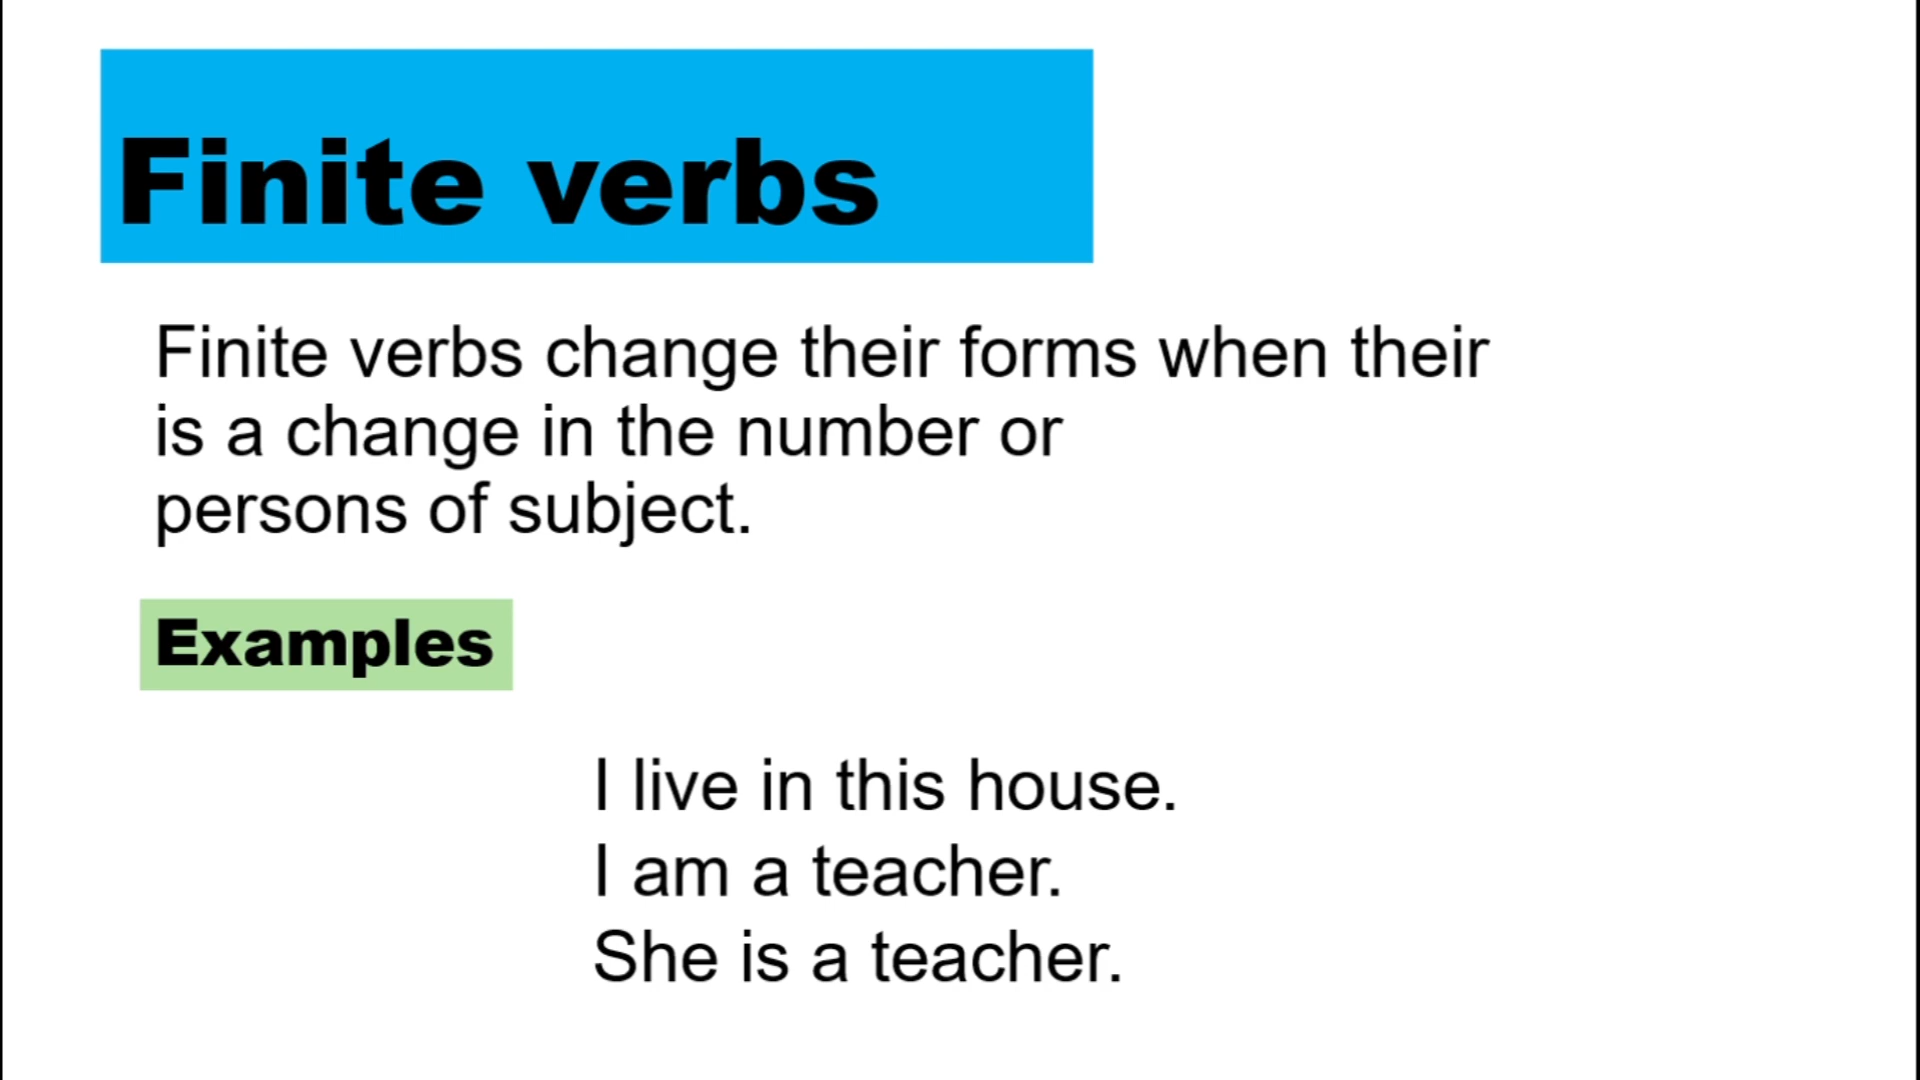 Finite verbs
Finite verbs change their forms when their
is a change in the number or
persons of subject.
Examples
I live in this house.
I am a teacher.
She is a teacher.